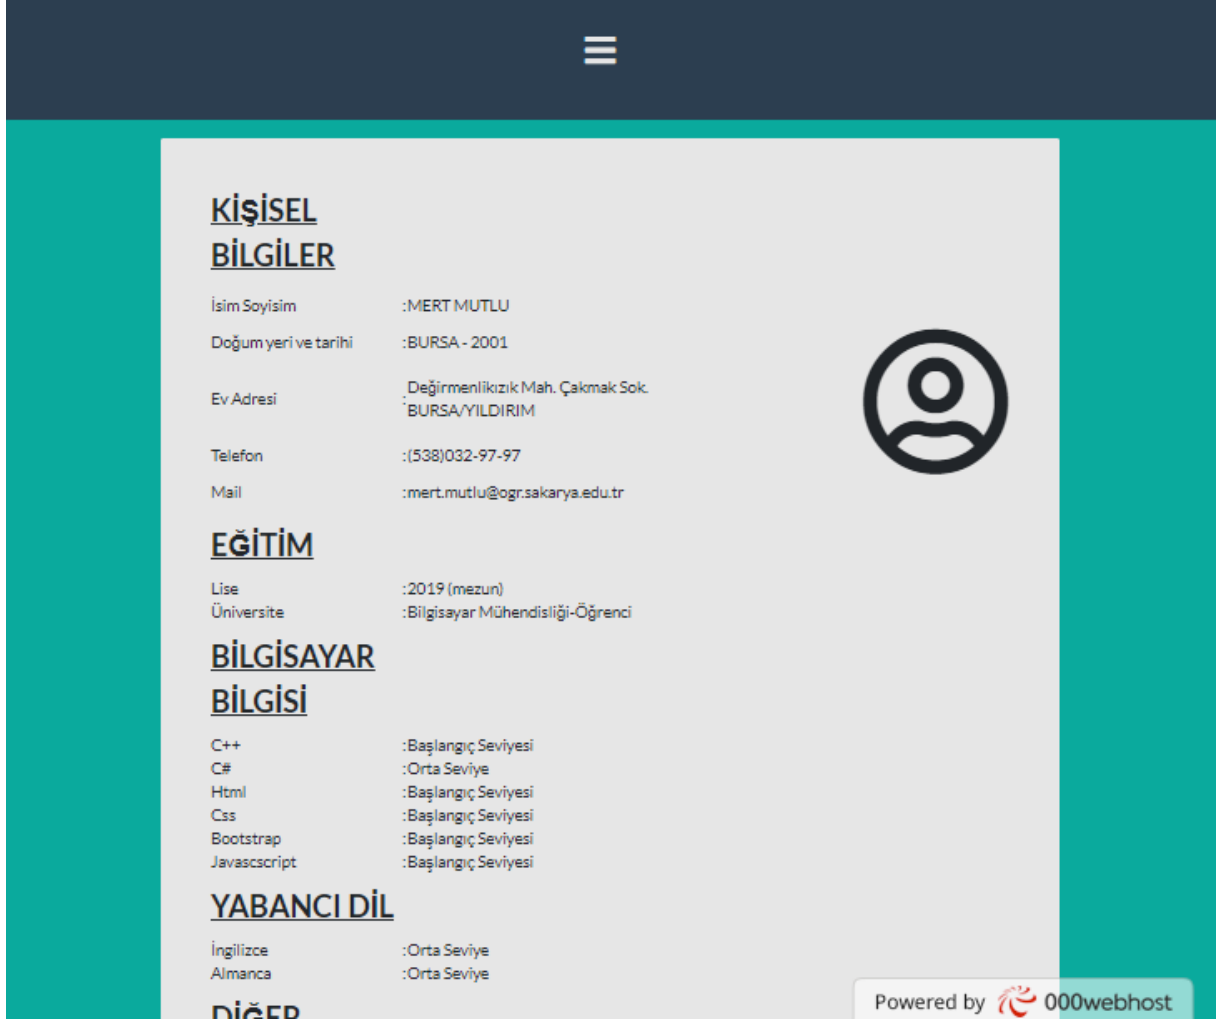 KİŞİSEL
BİLGİLER
İsim Soyisim :MERT MUTLU
Doğum yeri ve tarihi :BURSA - 2001
Ev Adresi : Değirmenlikızık Mah. Çakmak Sok.
BURSA/YILDIRIM
Telefon :(538)032-97-97
Mail :mert.mutlu@ogr.sakarya.edu.tr
EĞİTİM
Lise :2019 (mezun)
Üniversite :Bilgisayar Mühendisliği-Öğrenci
BİLGİSAYAR
BİLGİSİ
C++ :Başlangıç Seviyesi
C# :Orta Seviye
Html :Başlangıç Seviyesi
Css :Başlangıç Seviyesi
Bootstrap :Başlangıç Seviyesi
Javascscript :Başlangıç Seviyesi
YABANCI DİL
İngilizce :Orta Seviye
Almanca :Orta Seviye
DİĞER
Powered by 000webhost